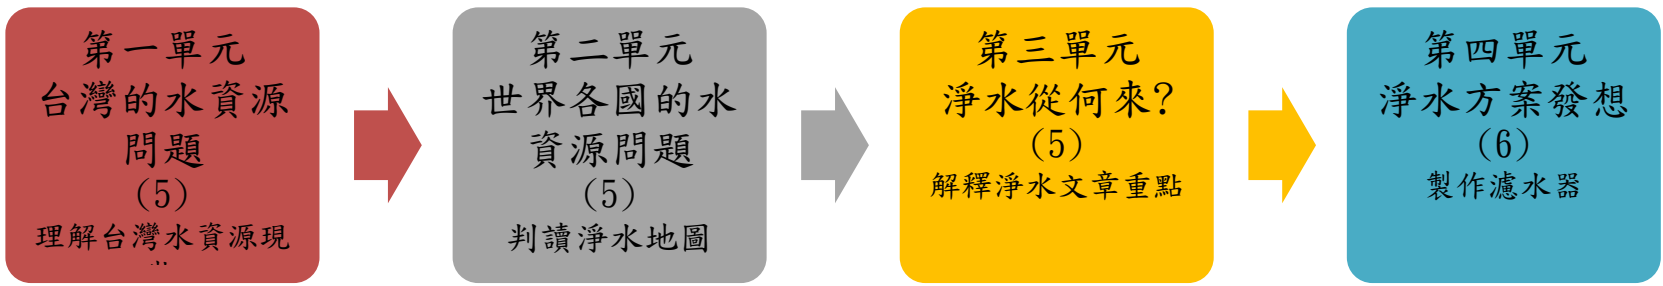 第一單元
台灣的水資源
問題
(5)
理解台灣水資源現
第二單元
世界各國的水
資源問題
(5)
判讀淨水地圖
第三單元
淨水從何來?
(5)
解釋淨水文章重點
第四單元
淨水方案發想
(6)
製作濾水器